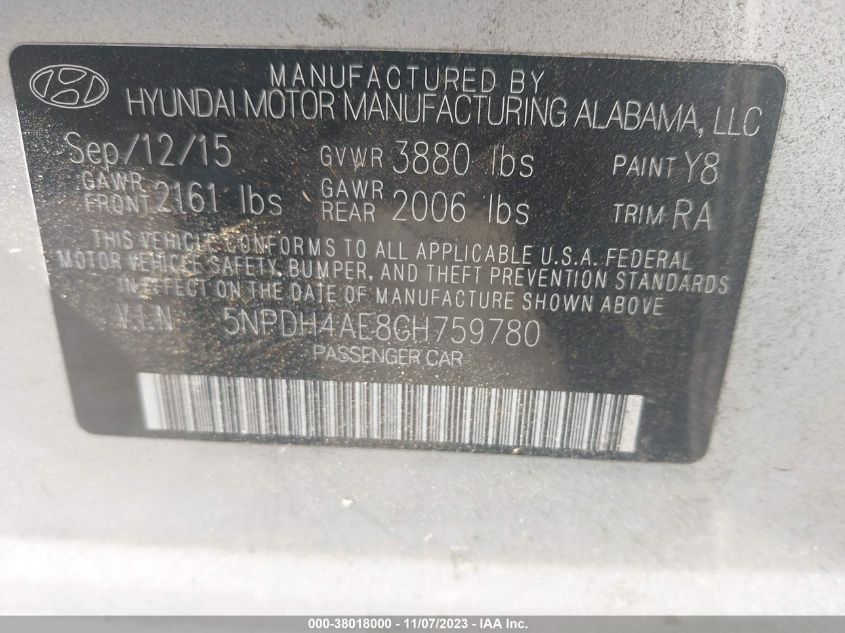 MANUFACTURED BY
HYUNDAI MOTOR MANUFACTURING ALABAMA, LLC
Sep/12/15 GVWR 3880 lbs PAINT Y8
GAWR FRONT 2161 lbs GAWR REAR 2006 lbs TRIM RA
THIS VEHICLE CONFORMS TO ALL APPLICABLE U.S.A. FEDERAL
MOTOR VEHICLE SAFETY, BUMPER, AND THEFT PREVENTION STANDARDS
IN EFFECT ON THE DATE OF MANUFACTURE SHOWN ABOVE
V.I.N 5NPDH4AE8GH759780
PASSENGER CAR
000-38018000 - 11/07/2023 - IAA Inc.